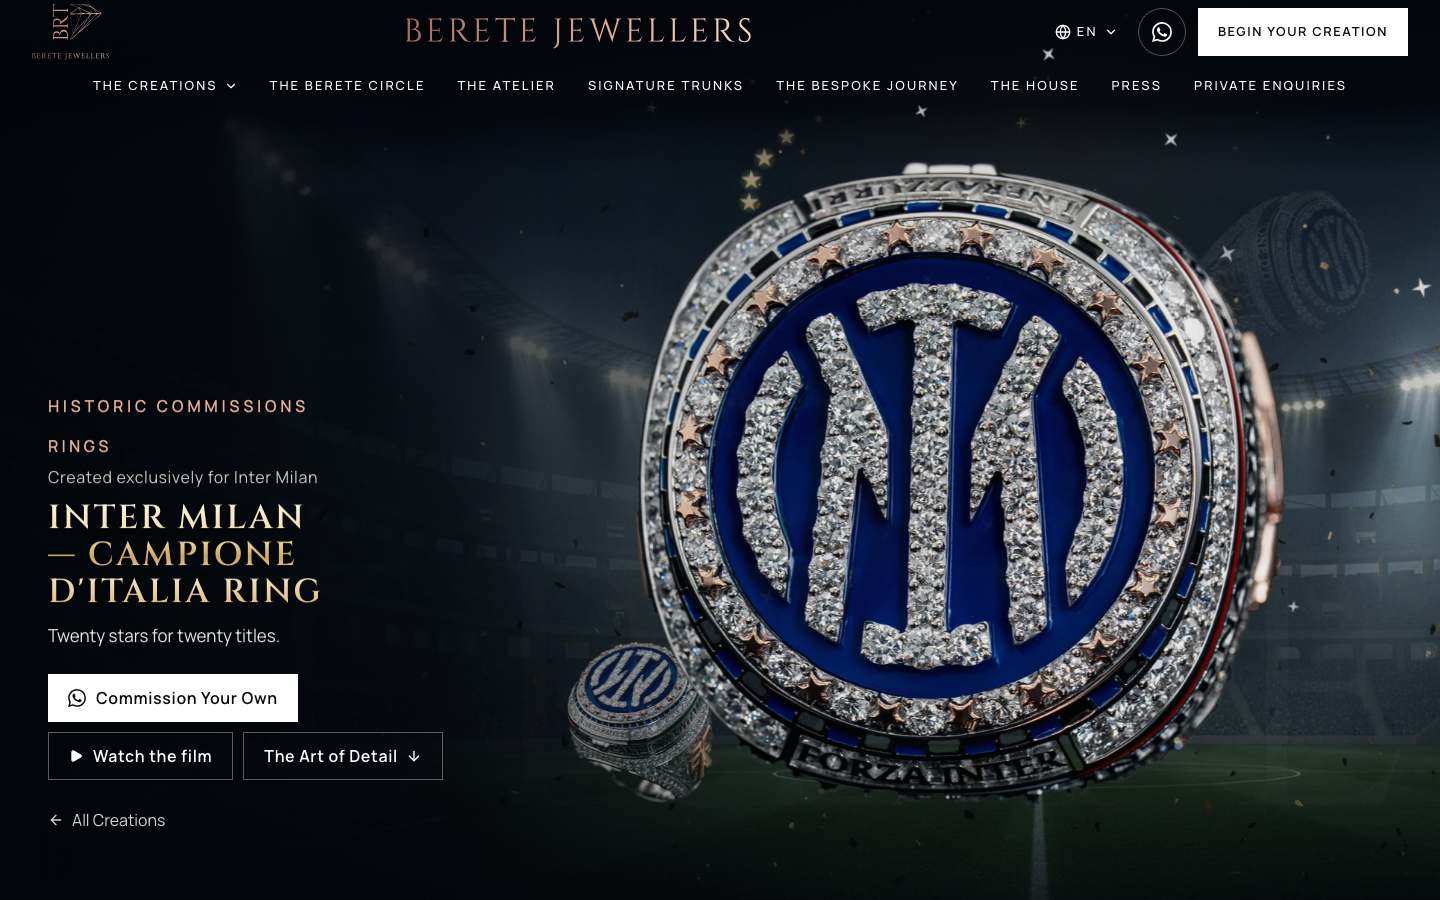 BRT
BERETE JEWELLERS
BERETE JEWELLERS
EN
BEGIN YOUR CREATION
THE CREATIONS
THE BERETE CIRCLE
THE ATELIER
SIGNATURE TRUNKS
THE BESPOKE JOURNEY
THE HOUSE
PRESS
PRIVATE ENQUIRIES
HISTORIC COMMISSIONS
RINGS
Created exclusively for Inter Milan
INTER MILAN
— CAMPIONE
D'ITALIA RING
Twenty stars for twenty titles.
Commission Your Own
Watch the film
The Art of Detail
All Creations
NERAZZURRI
IM
FORZA INTER